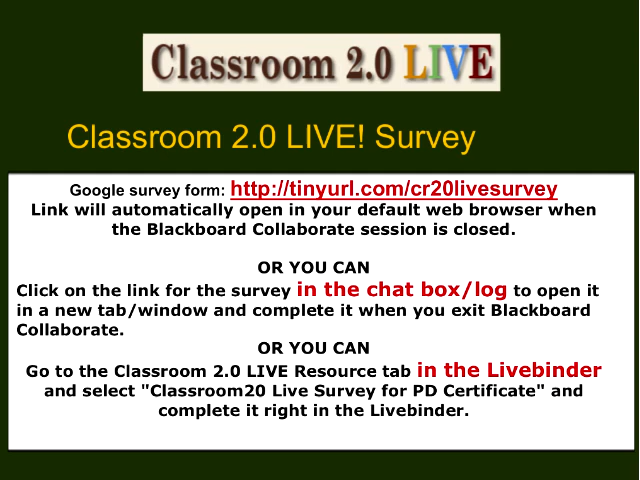 Classroom 2.0 LIVE
Classroom 2.0 LIVE! Survey
Google survey form: http://tinyurl.com/cr20livesurvey
Link will automatically open in your default web browser when
the Blackboard Collaborate session is closed.
OR YOU CAN
Click on the link for the survey in the chat box/log to open it
in a new tab/window and complete it when you exit Blackboard
Collaborate.
OR YOU CAN
Go to the Classroom 2.0 LIVE Resource tab in the Livebinder
and select "Classroom20 Live Survey for PD Certificate" and
complete it right in the Livebinder.